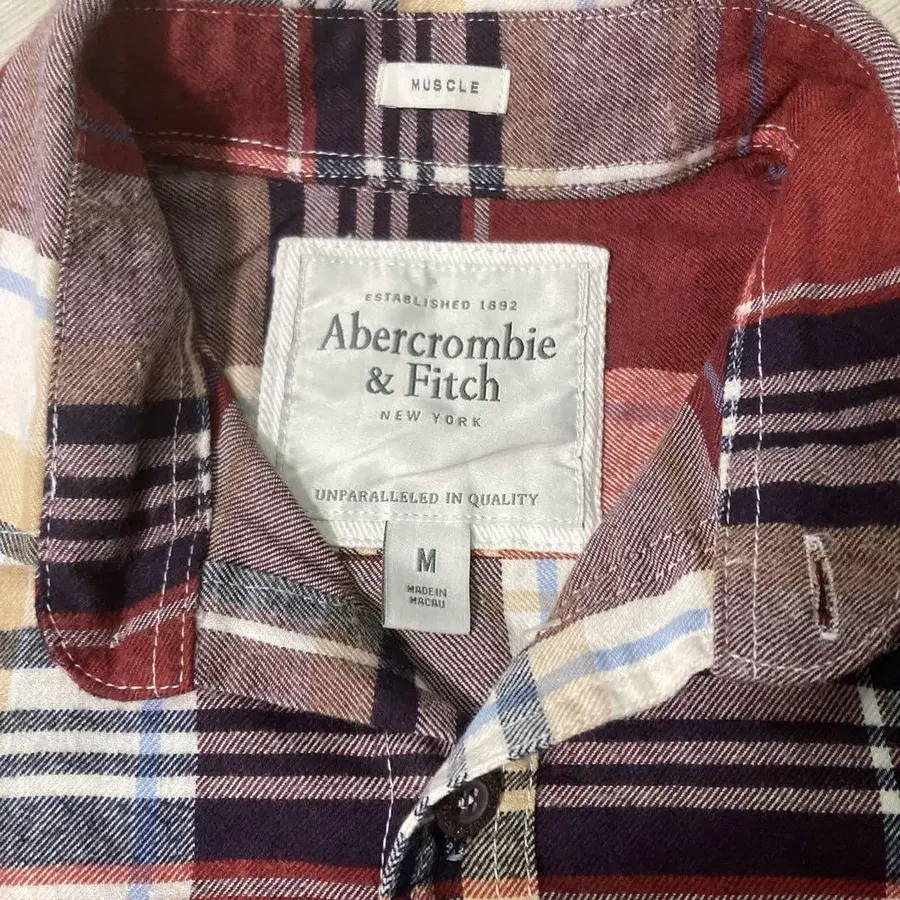 MUSCLE
ESTABLISHED 1892
Abercrombie
& Fitch
NEW YORK
UNPARALLELED IN QUALITY
M
MADE IN
MACAU